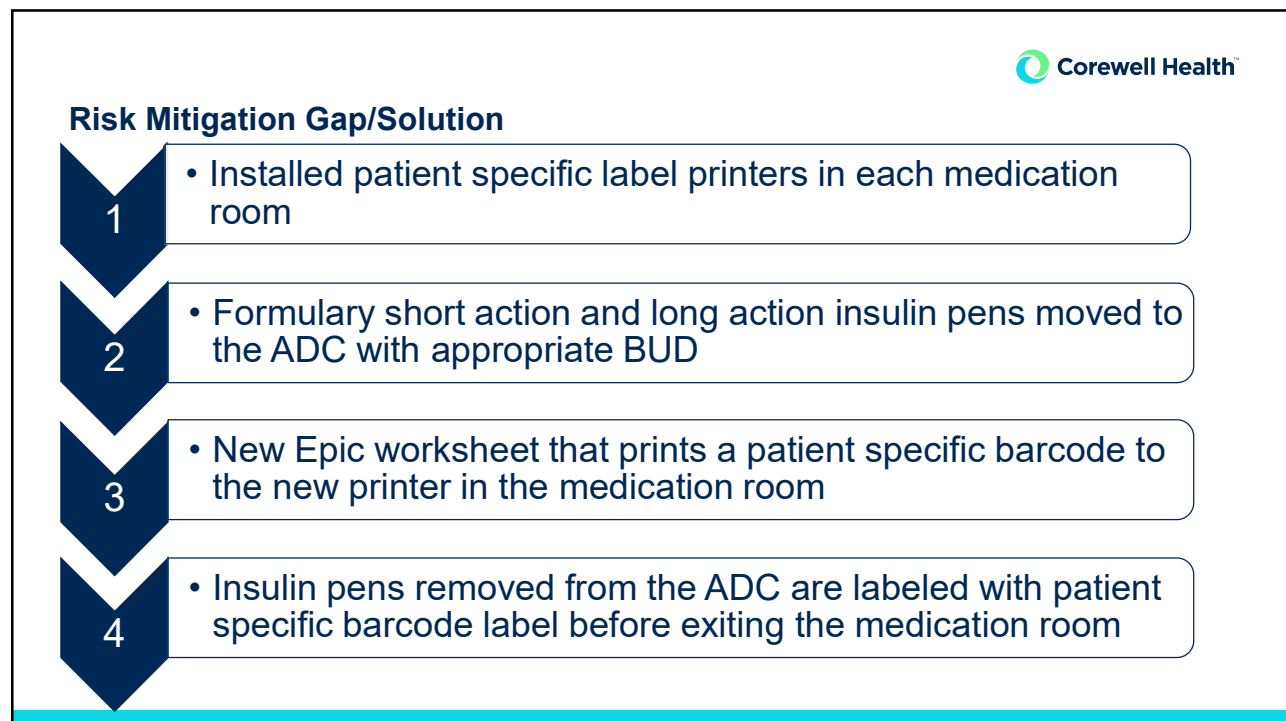 Corewell Health™
Risk Mitigation Gap/Solution
1
• Installed patient specific label printers in each medication
room
2
• Formulary short action and long action insulin pens moved to
the ADC with appropriate BUD
3
• New Epic worksheet that prints a patient specific barcode to
the new printer in the medication room
4
• Insulin pens removed from the ADC are labeled with patient
specific barcode label before exiting the medication room